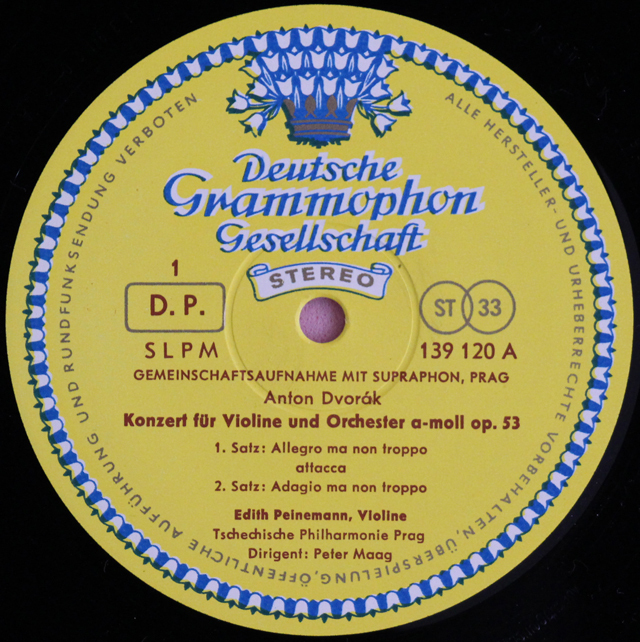 ALLE HERSTELLER- UND URHEBERRECHTE VORBEHALTEN, ÜBERSPIELUNG, ÖFFENTLICHE AUFFÜHRUNG UND RUNDFUNKSENDUNG VERBOTEN
Deutsche
Grammophon
Gesellschaft
STEREO
1
D. P.
ST 33
SLPM
139 120 A
GEMEINSCHAFTSAUFNAHME MIT SUPRAPHON, PRAG
Anton Dvorák
Konzert für Violine und Orchester a-moll op. 53
1. Satz: Allegro ma non troppo
attacca
2. Satz: Adagio ma non troppo
Edith Peinemann, Violine
Tschechische Philharmonie Prag
Dirigent: Peter Maag